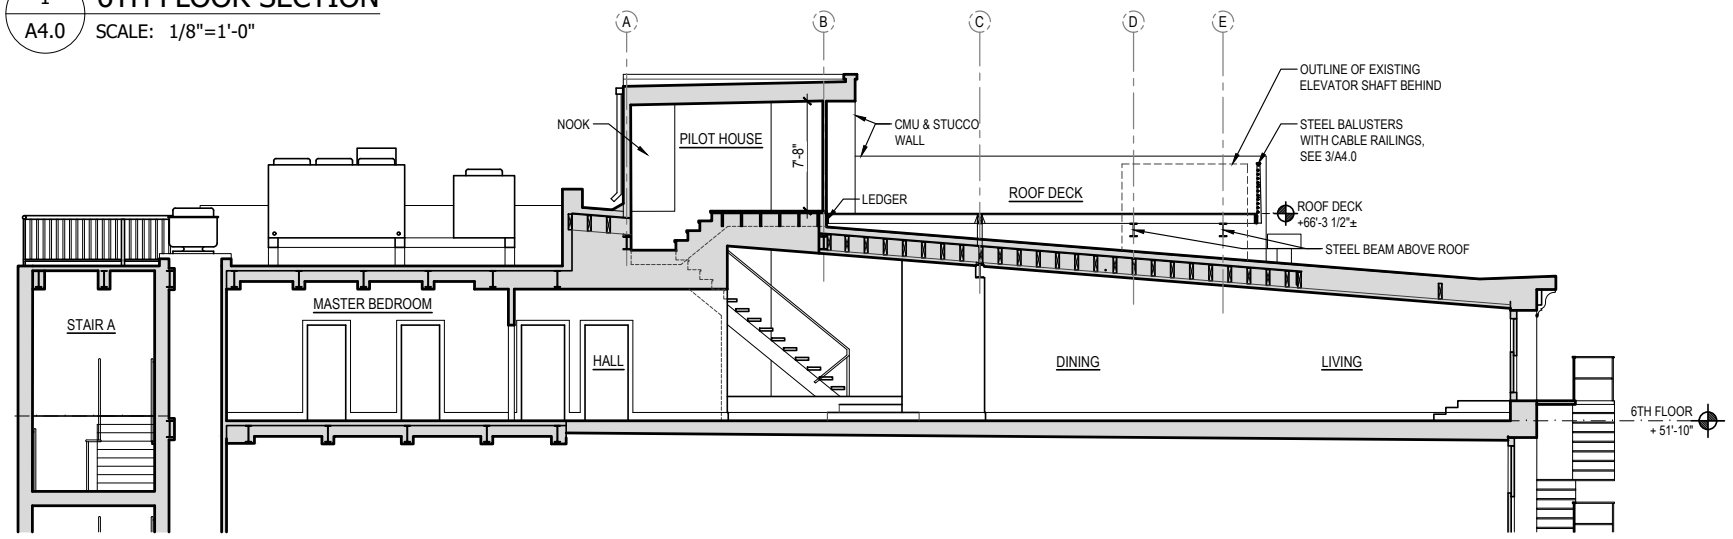 1
6TH FLOOR SECTION
A4.0
SCALE: 1/8"=1'-0"
A
B
C
D
E
OUTLINE OF EXISTING
ELEVATOR SHAFT BEHIND
NOOK
PILOT HOUSE
CMU & STUCCO
WALL
STEEL BALUSTERS
WITH CABLE RAILINGS,
SEE 3/A4.0
7'-8"
LEDGER
ROOF DECK
ROOF DECK
+66'-3 1/2"±
STEEL BEAM ABOVE ROOF
STAIR A
MASTER BEDROOM
HALL
DINING
LIVING
6TH FLOOR
+ 51'-10"